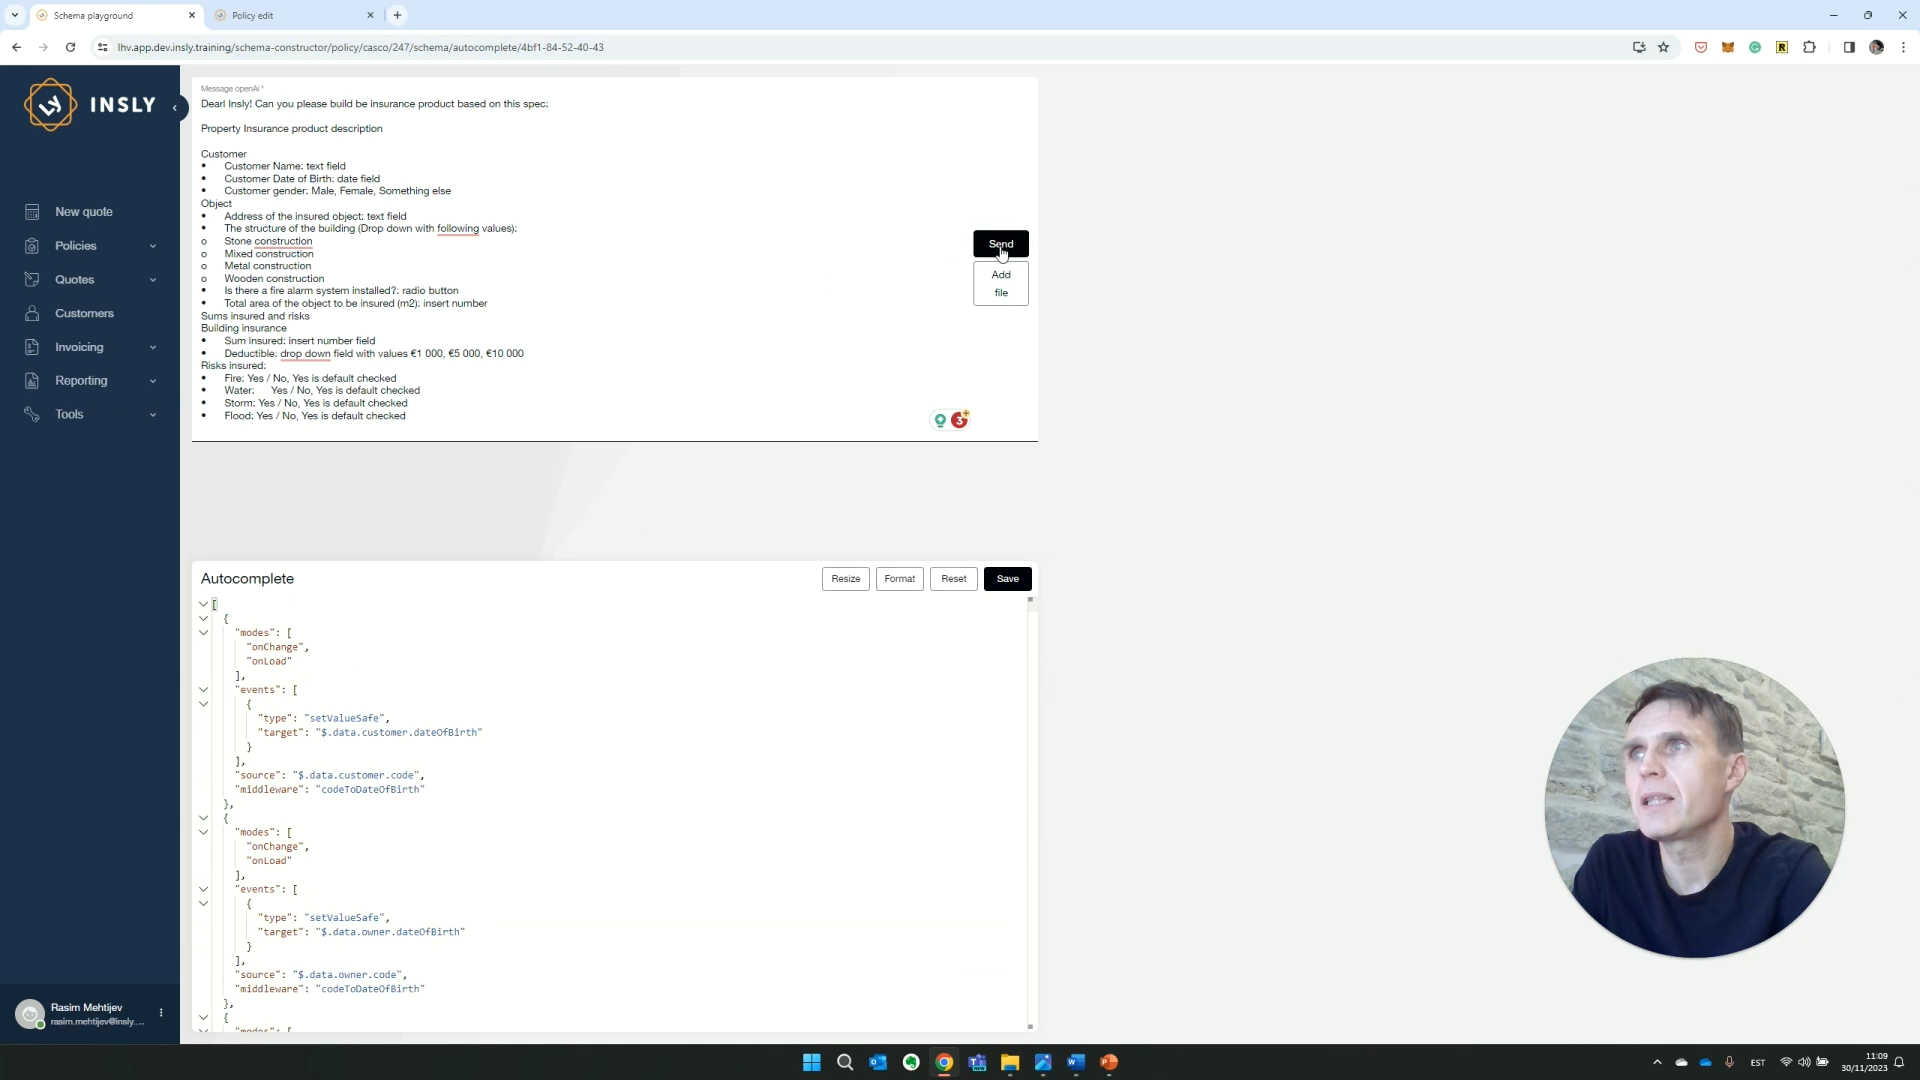 Schema playground
Policy edit
lhv.app.dev.insly.training/schema-constructor/policy/casco/247/schema/autocomplete/4bf1-84-52-40-43
INSLY
New quote
Policies
Quotes
Customers
Invoicing
Reporting
Tools
Rasim Mehtijev
rasim.mehtijev@insly....
Message openAi *
Dearl Insly! Can you please build be insurance product based on this spec:
Property Insurance product description
Customer
• Customer Name: text field
• Customer Date of Birth: date field
• Customer gender: Male, Female, Something else
Object
• Address of the insured object: text field
• The structure of the building (Drop down with following values):
o Stone construction
o Mixed construction
o Metal construction
o Wooden construction
• Is there a fire alarm system installed?: radio button
• Total area of the object to be insured (m2): insert number
Sums insured and risks
Building insurance
• Sum insured: insert number field
• Deductible: drop down field with values €1 000, €5 000, €10 000
Risks insured:
• Fire: Yes / No, Yes is default checked
• Water: Yes / No, Yes is default checked
• Storm: Yes / No, Yes is default checked
• Flood: Yes / No, Yes is default checked
Send
Add
file
3
Autocomplete
Resize
Format
Reset
Save
[
{
"modes": [
"onChange",
"onLoad"
],
"events": [
{
"type": "setValueSafe",
"target": "$.data.customer.dateOfBirth"
}
],
"source": "$.data.customer.code",
"middleware": "codeToDateOfBirth"
},
{
"modes": [
"onChange",
"onLoad"
],
"events": [
{
"type": "setValueSafe",
"target": "$.data.owner.dateOfBirth"
}
],
"source": "$.data.owner.code",
"middleware": "codeToDateOfBirth"
},
{
"modes": [
EST
11:09
30/11/2023